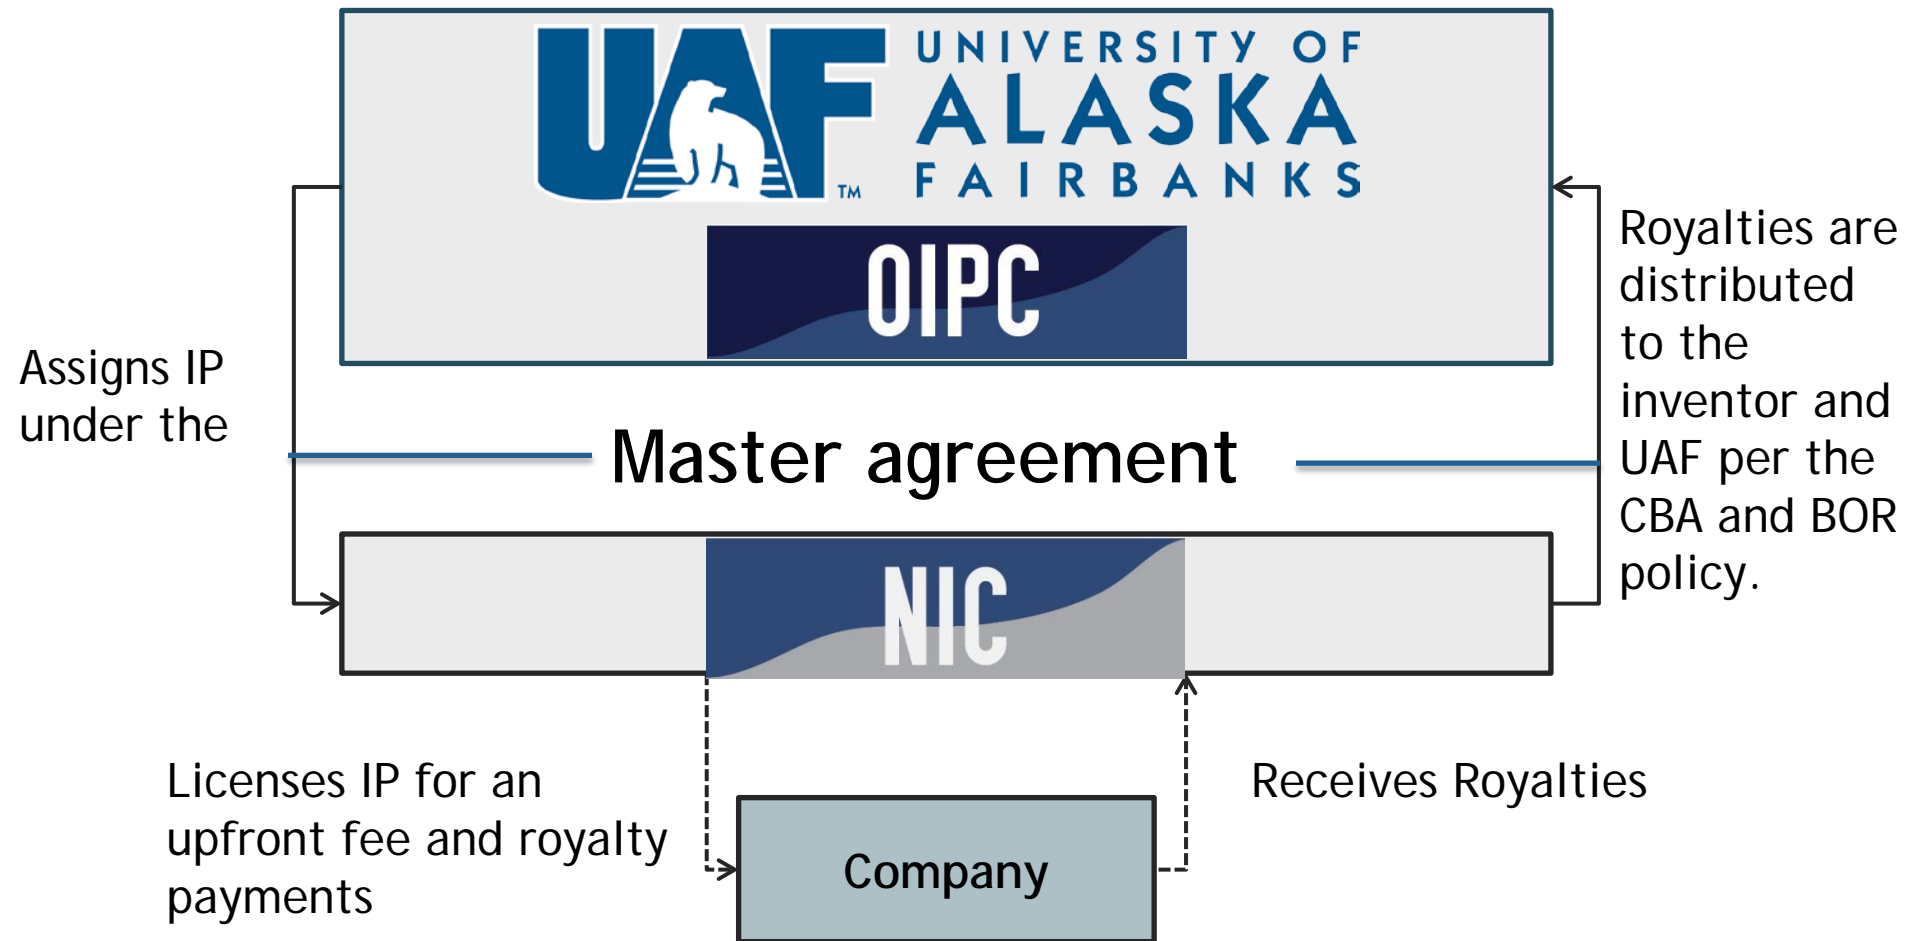 UAF
TM
UNIVERSITY OF
ALASKA
FAIRBANKS
OIPC
Assigns IP
under the
Master agreement
Royalties are
distributed
to the
inventor and
UAF per the
CBA and BOR
policy.
NIC
Licenses IP for an
upfront fee and royalty
payments
Company
Receives Royalties